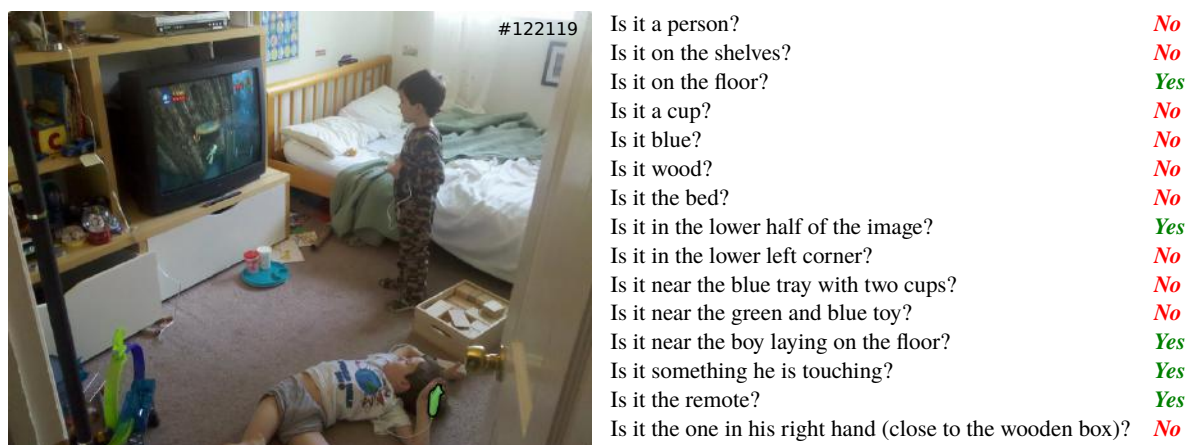 #122119
Is it a person? No
Is it on the shelves? No
Is it on the floor? Yes
Is it a cup? No
Is it blue? No
Is it wood? No
Is it the bed? No
Is it in the lower half of the image? Yes
Is it in the lower left corner? No
Is it near the blue tray with two cups? No
Is it near the green and blue toy? No
Is it near the boy laying on the floor? Yes
Is it something he is touching? Yes
Is it the remote? Yes
Is it the one in his right hand (close to the wooden box)? No